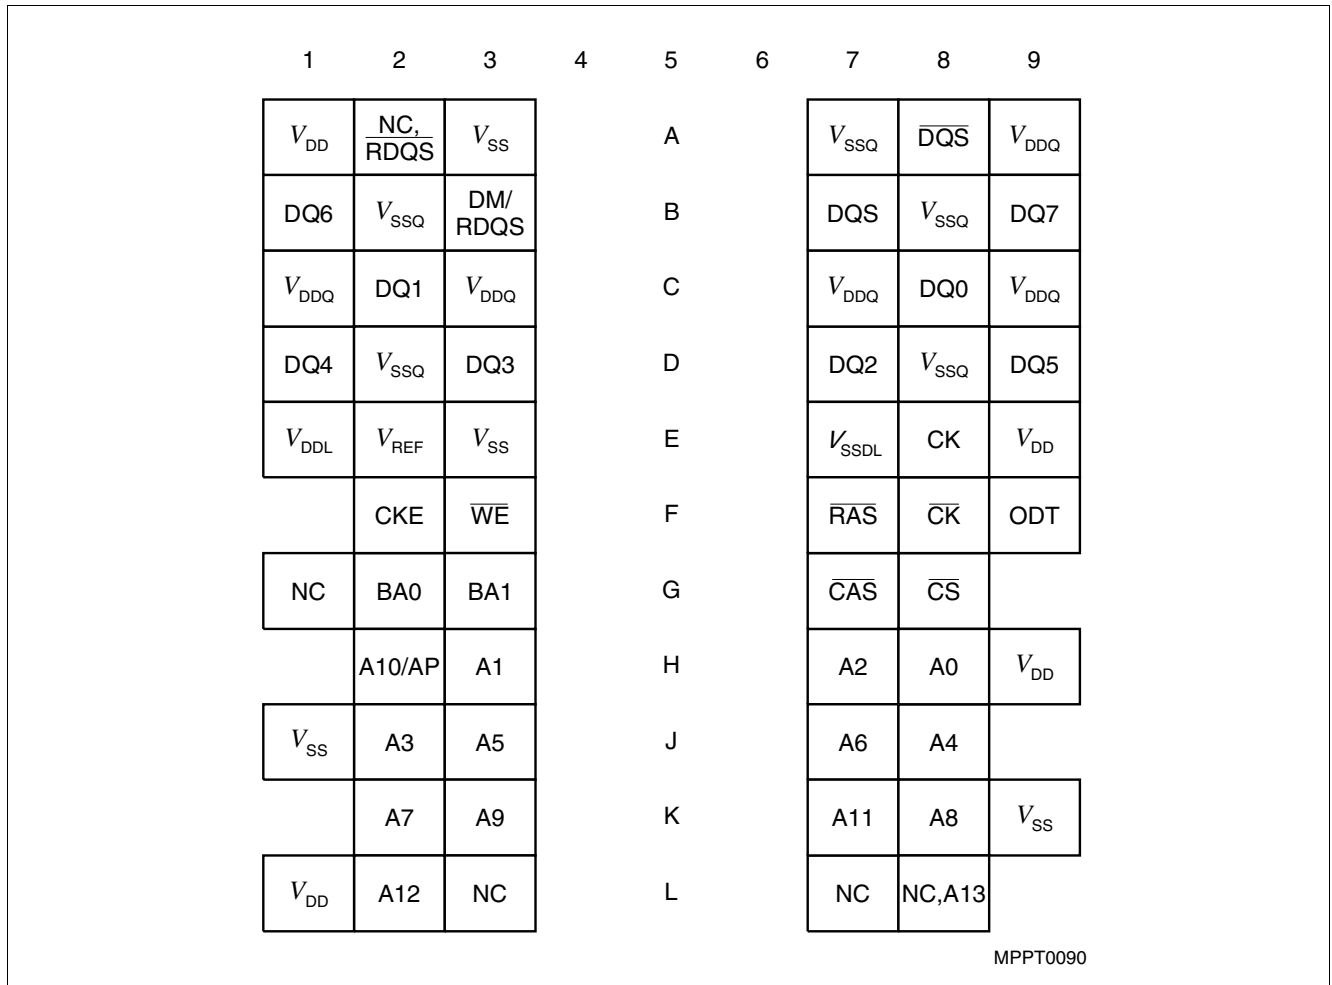 1 2 3 4 5 6 7 8 9
VDD NC, RDQS VSS A VSSQ DQS VDDQ
DQ6 VSSQ DM/ RDQS B DQS VSSQ DQ7
VDDQ DQ1 VDDQ C VDDQ DQ0 VDDQ
DQ4 VSSQ DQ3 D DQ2 VSSQ DQ5
VDDL VREF VSS E VSSDL CK VDD
CKE WE F RAS CK ODT
NC BA0 BA1 G CAS CS
A10/AP A1 H A2 A0 VDD
VSS A3 A5 J A6 A4
A7 A9 K A11 A8 VSS
VDD A12 NC L NC NC,A13
MPPT0090